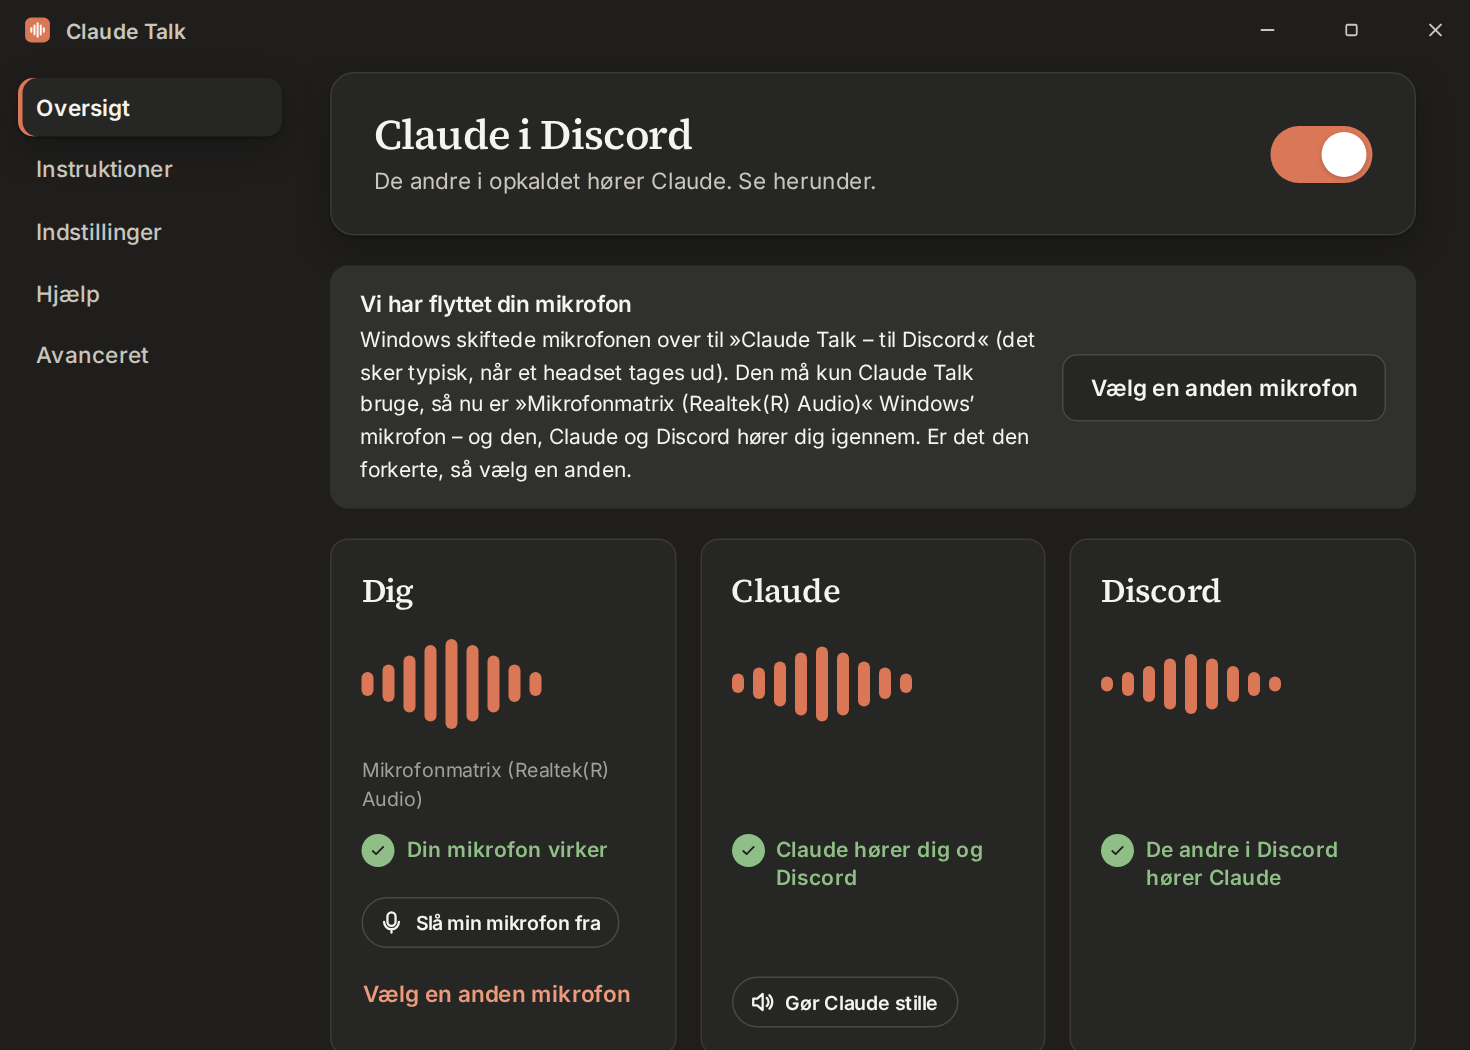 Claude Talk
Oversigt
Instruktioner
Indstillinger
Hjælp
Avanceret
Claude i Discord
De andre i opkaldet hører Claude. Se herunder.
Vi har flyttet din mikrofon
Windows skiftede mikrofonen over til »Claude Talk – til Discord« (det
sker typisk, når et headset tages ud). Den må kun Claude Talk
bruge, så nu er »Mikrofonmatrix (Realtek(R) Audio)« Windows’
mikrofon – og den, Claude og Discord hører dig igennem. Er det den
forkerte, så vælg en anden.
Vælg en anden mikrofon
Dig
Mikrofonmatrix (Realtek(R)
Audio)
Din mikrofon virker
Slå min mikrofon fra
Vælg en anden mikrofon
Claude
Claude hører dig og
Discord
Gør Claude stille
Discord
De andre i Discord
hører Claude